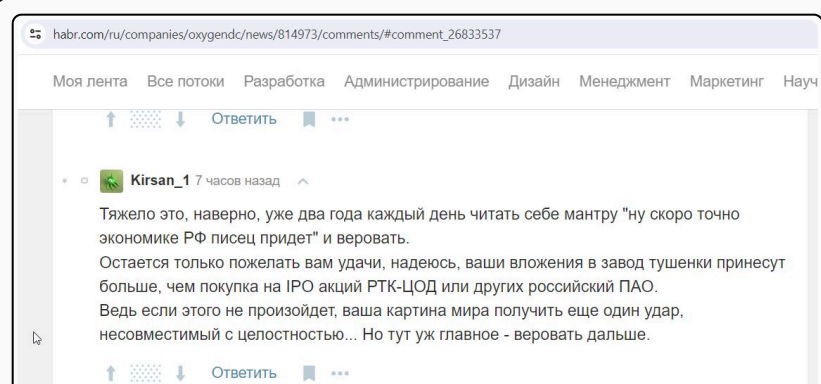 habr.com/ru/companies/oxygendc/news/814973/comments/#comment_26833537
Моя лента Все потоки Разработка Администрирование Дизайн Менеджмент Маркетинг Науч
Ответить
Kirsan_1 7 часов назад
Тяжело это, наверно, уже два года каждый день читать себе мантру "ну скоро точно
экономике РФ писец придет" и веровать.
Остается только пожелать вам удачи, надеюсь, ваши вложения в завод тушенки принесут
больше, чем покупка на IPO акций РТК-ЦОД или других российский ПАО.
Ведь если этого не произойдет, ваша картина мира получить еще один удар,
несовместимый с целостностью... Но тут уж главное - веровать дальше.
Ответить